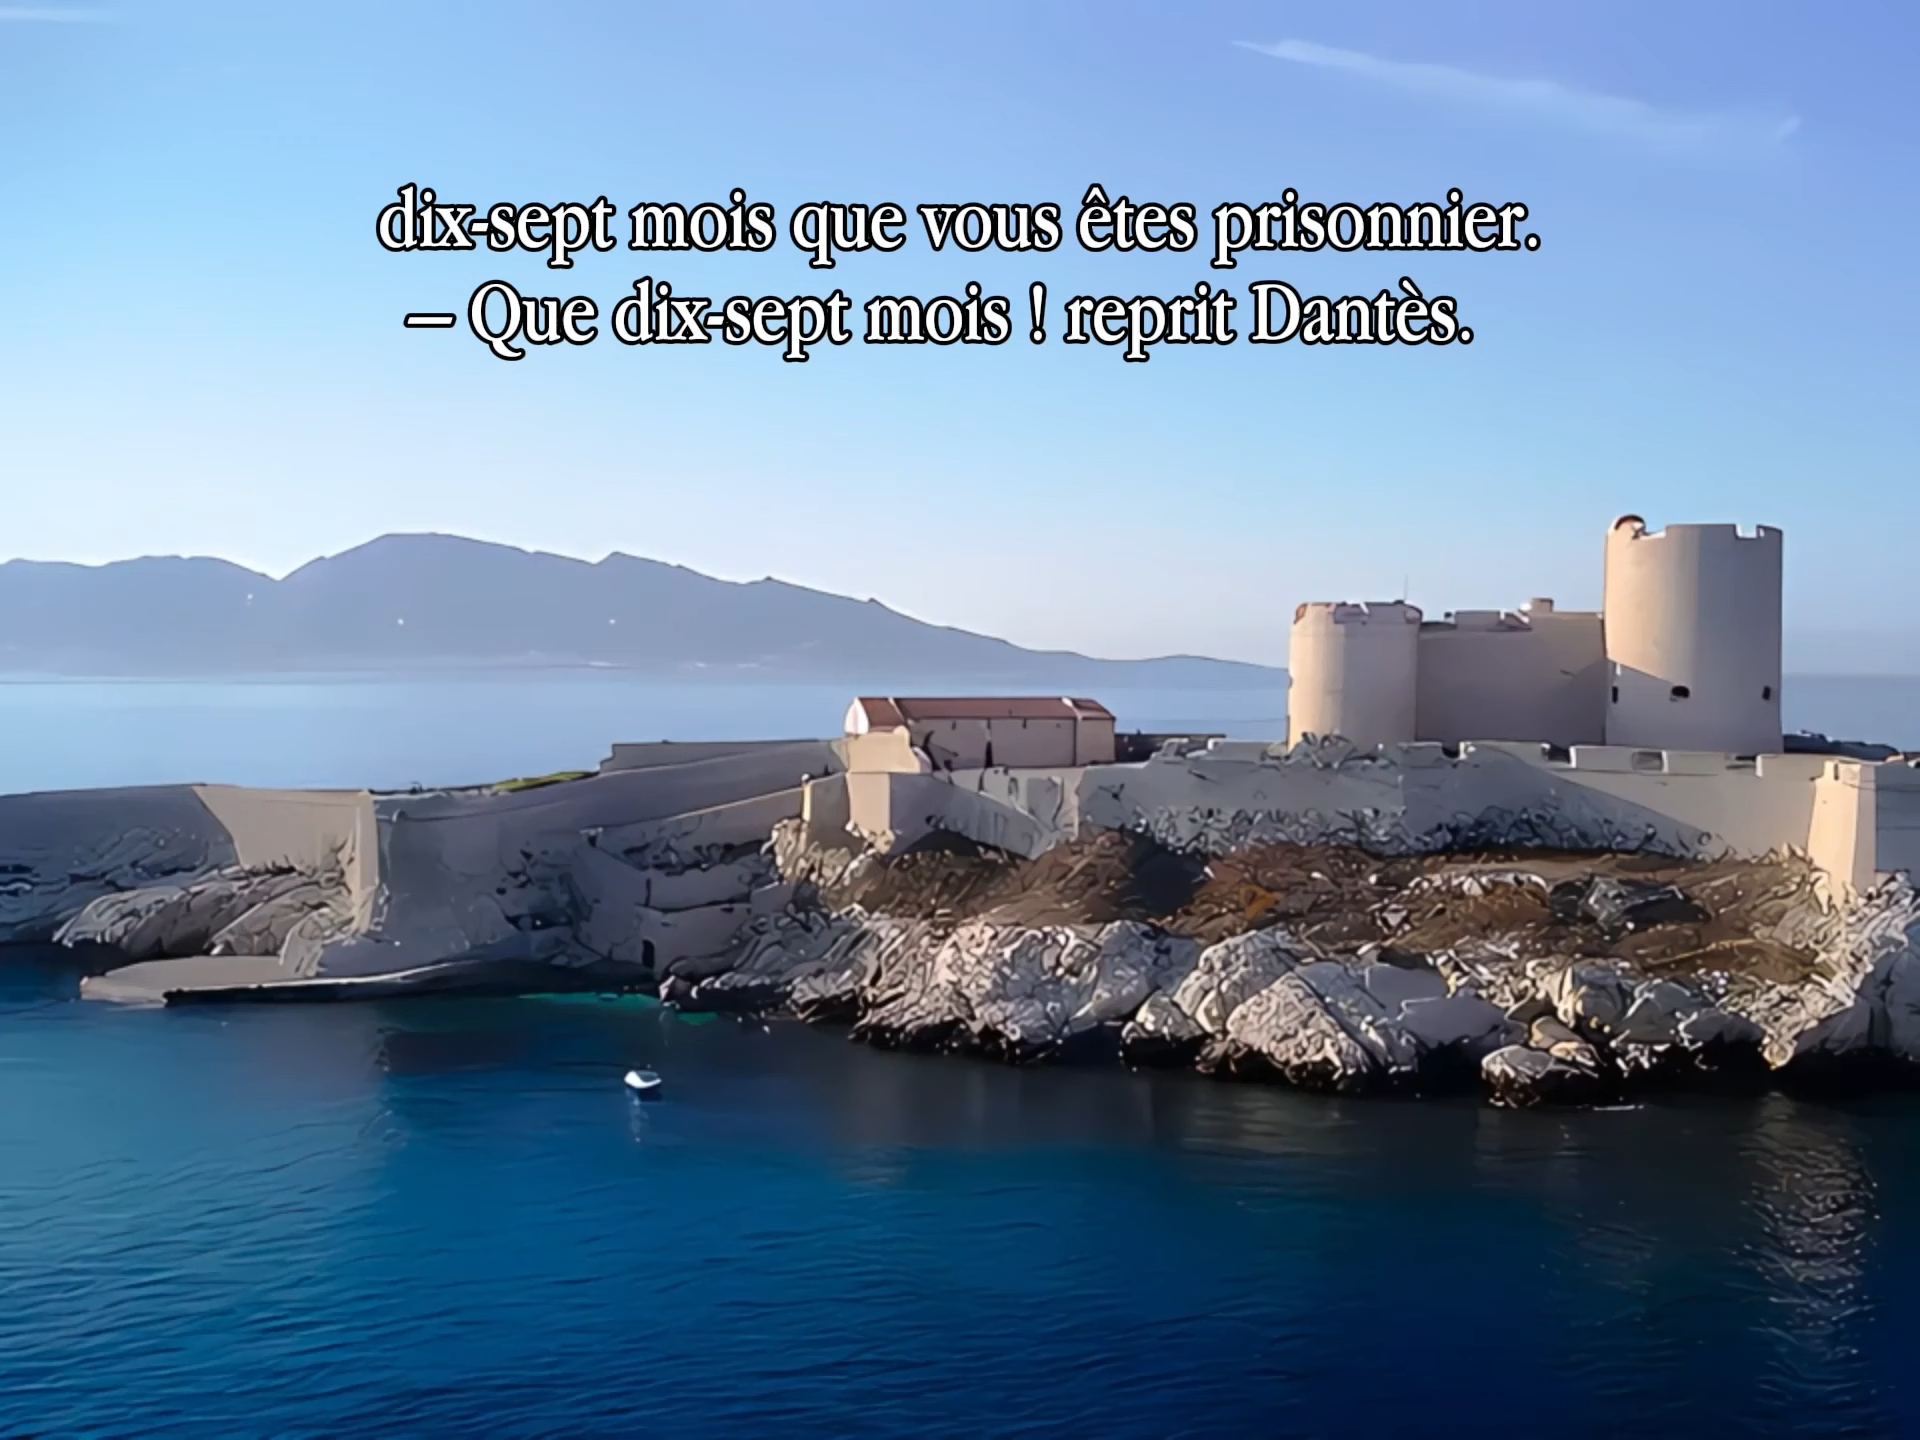 dix-sept mois que vous êtes prisonnier.
– Que dix-sept mois ! reprit Dantès.